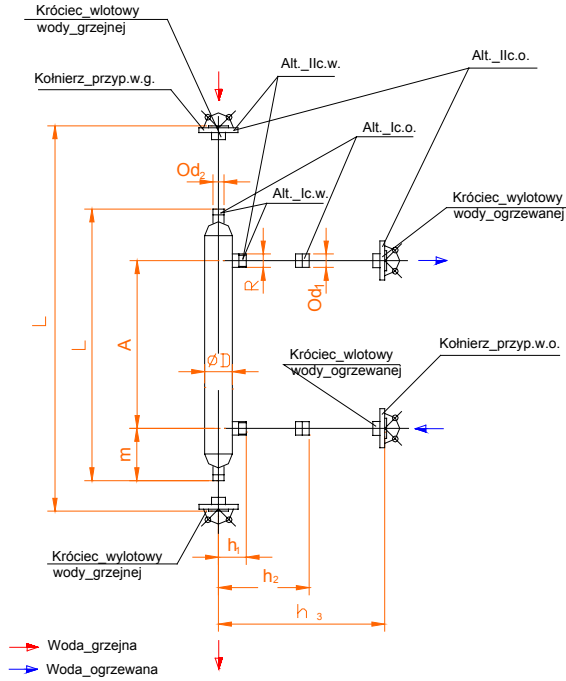 Króciec_wlotowy
wody_grzejnej
Alt._IIc.w.
Alt._IIc.o.
Kołnierz_przyp.w.g.
Alt._Ic.o.
Od2
Alt._Ic.w.
Króciec_wylotowy
wody_ogrzewanej
R
Od1
L
L
A
Kołnierz_przyp.w.o.
Króciec_wlotowy
wody_ogrzewanej
ØD
m
h1
Króciec_wylotowy
wody_grzejnej
h2
h3
Woda_grzejna
Woda_ogrzewana